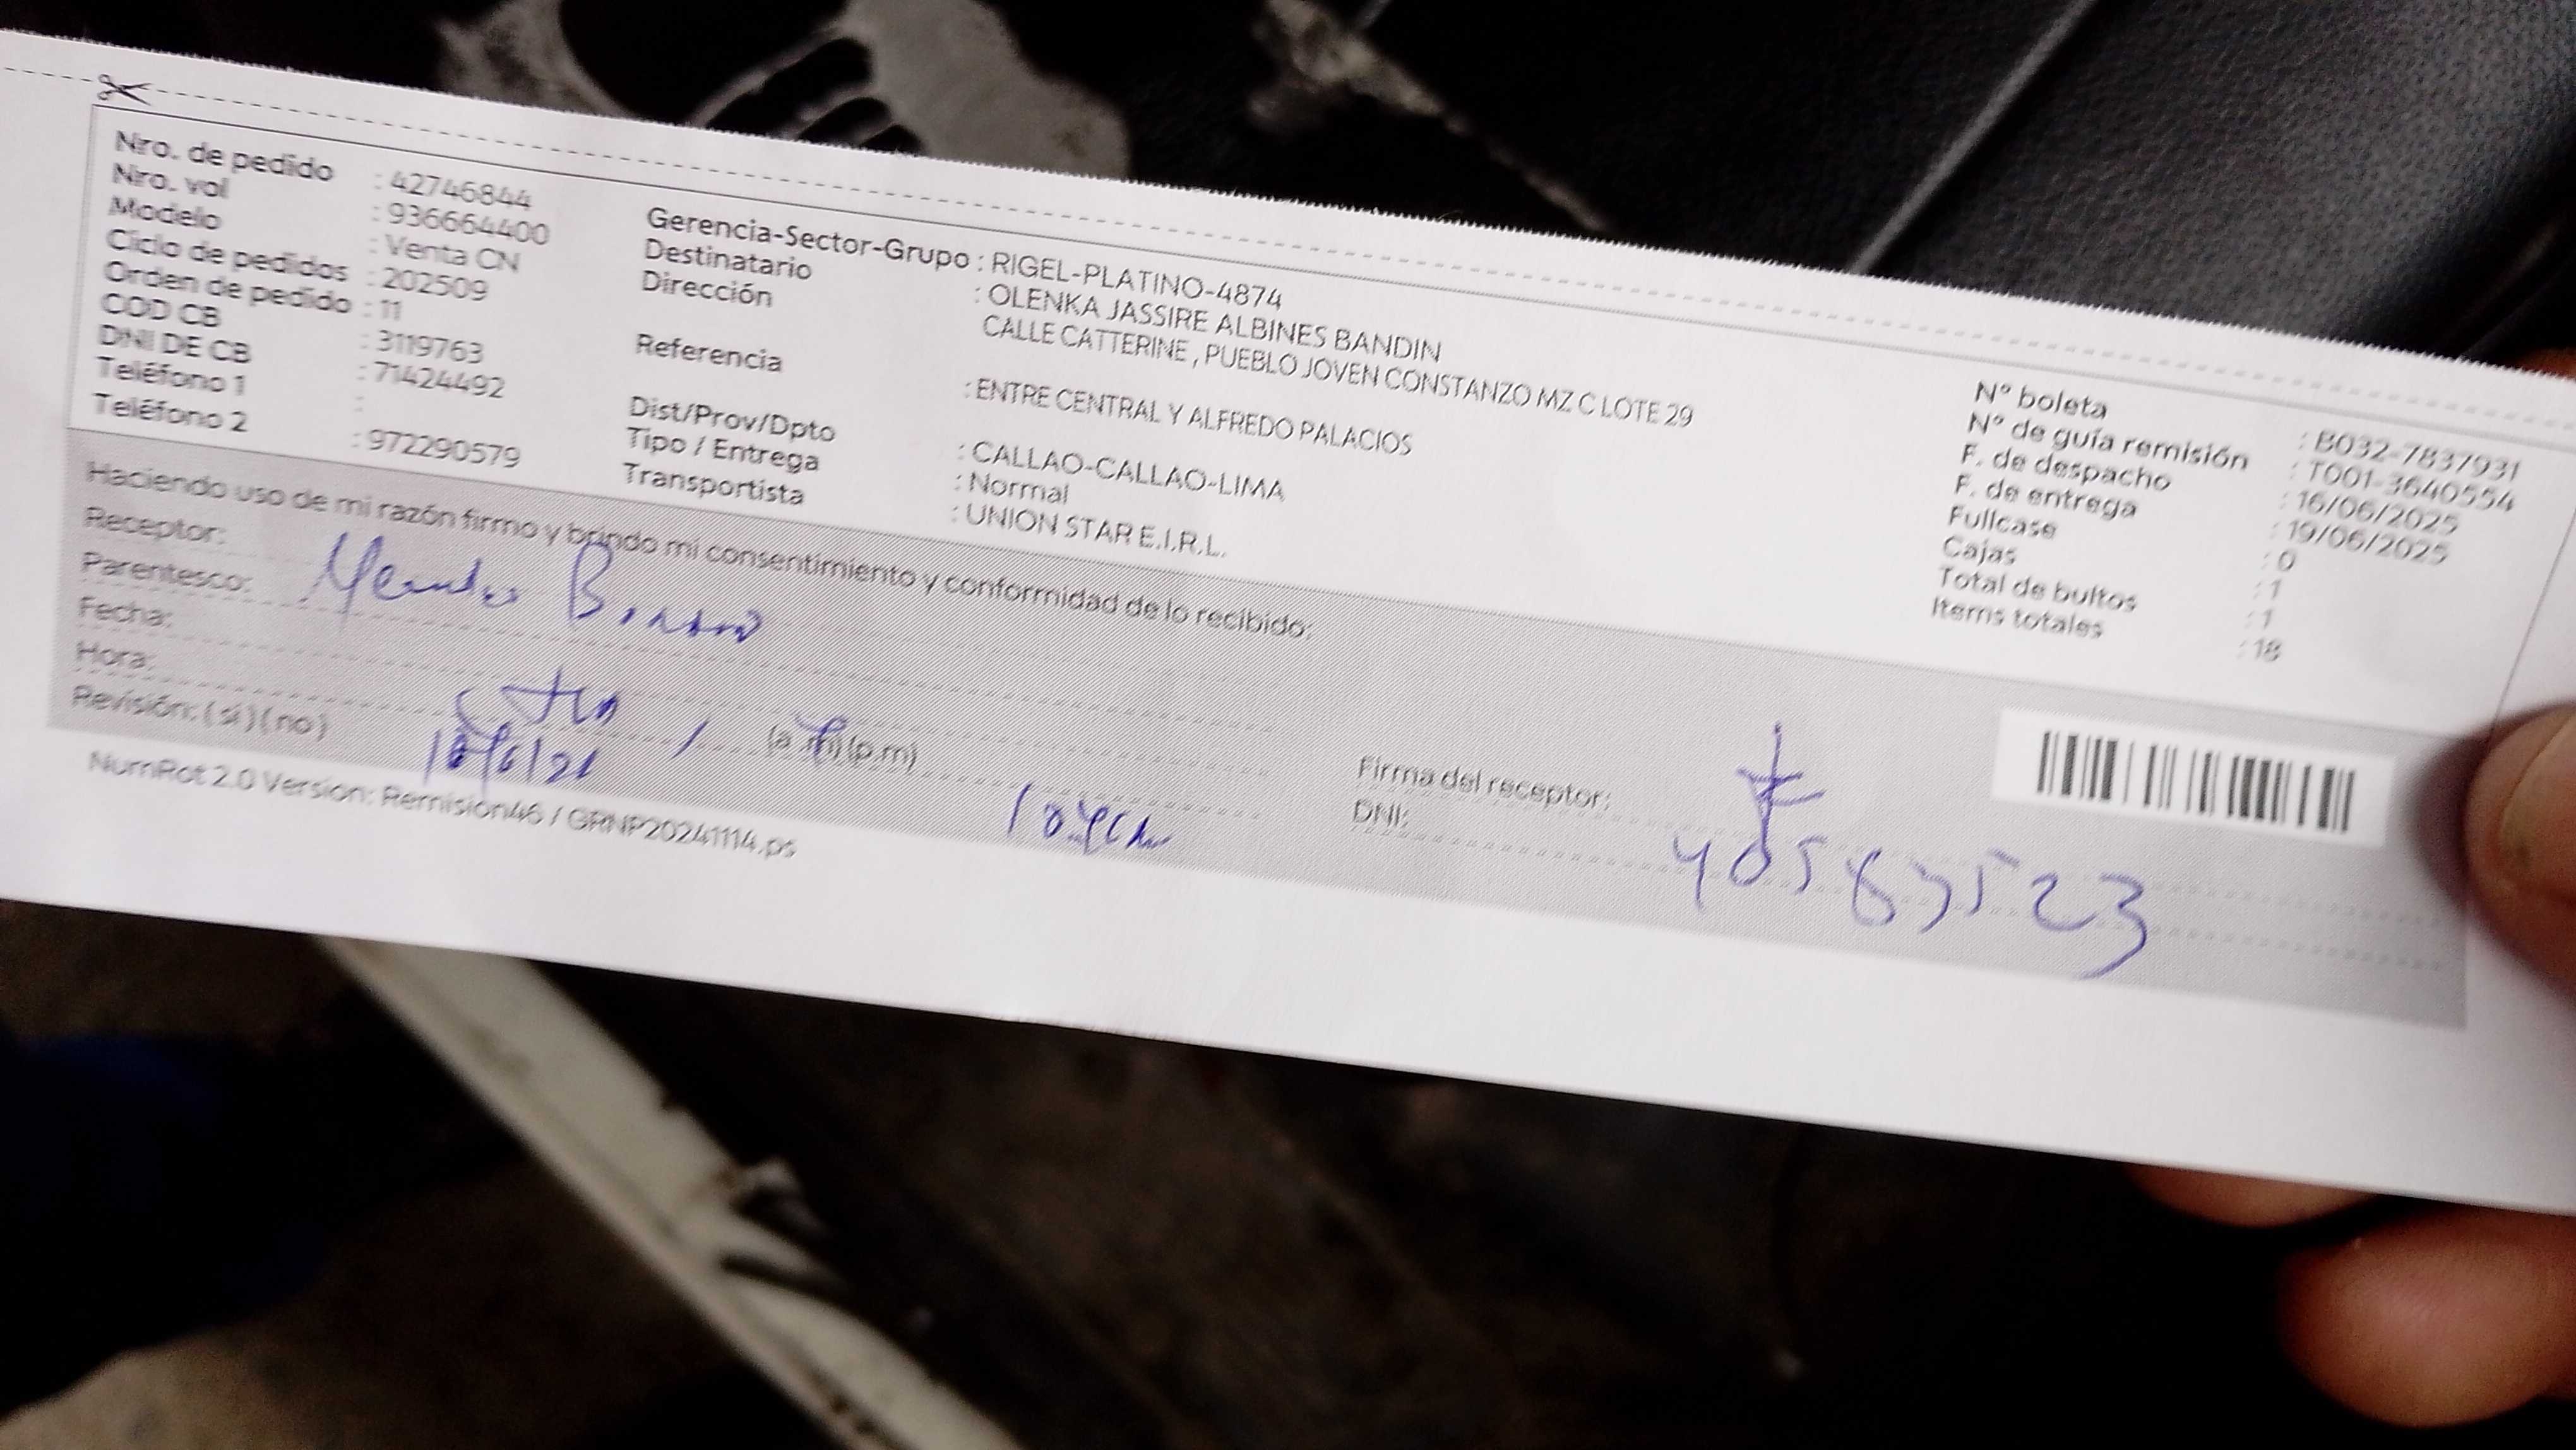 Nro. de pedido : 42746844
Nro. vol : 936664400
Modelo : Venta CN
Ciclo de pedidos : 202509
Orden de pedido : 11
COD CB : 3119763
DNI DE CB : 71424492
Teléfono 1 :
Teléfono 2 : 972290579
Gerencia-Sector-Grupo : RIGEL-PLATINO-4874
Destinatario : OLENKA JASSIRE ALBINES BANDIN
Dirección CALLE CATTERINE , PUEBLO JOVEN CONSTANZO MZ C LOTE 29
Referencia : ENTRE CENTRAL Y ALFREDO PALACIOS
Dist/Prov/Dpto : CALLAO-CALLAO-LIMA
Tipo / Entrega : Normal
Transportista : UNION STAR E.I.R.L.
N° boleta : B032-7837931
N° de guía remisión : T001-3640554
F. de despacho : 16/06/2025
F. de entrega : 19/06/2025
Fullcase : 0
Cajas : 1
Total de bultos : 1
Items totales : 18
Haciendo uso de mi razón firmo y brindo mi consentimiento y conformidad de lo recibido:
Receptor:
Parentesco:
Fecha:
Hora: (a.m) (p.m)
Revisión: (si) (no)
Firma del receptor:
DNI: 40583523
NumRot 2.0 Version: Remision46 / GRNP20241114.ps